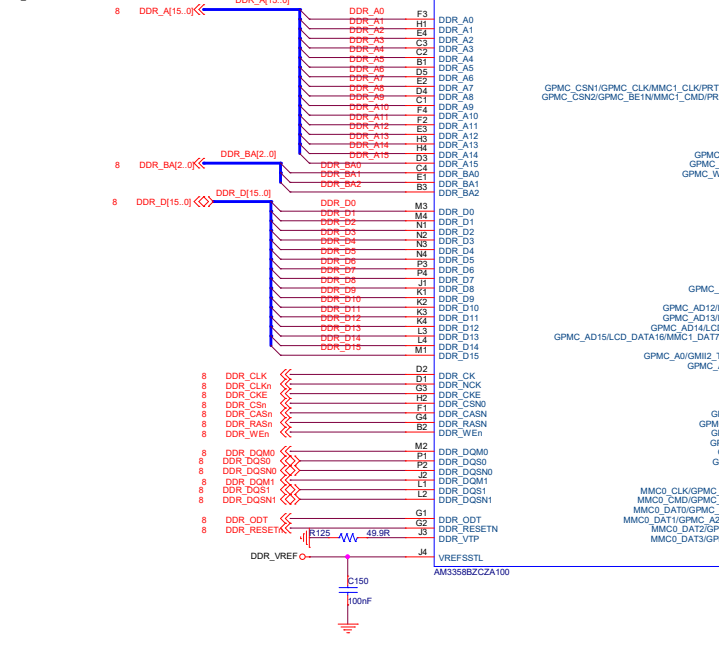 DDR_A[15..0]
8 DDR_A[15..0]
DDR_A0 F3 DDR_A0
DDR_A1 H1 DDR_A1
DDR_A2 E4 DDR_A2
DDR_A3 C3 DDR_A3
DDR_A4 C2 DDR_A4
DDR_A5 B1 DDR_A5
DDR_A6 D5 DDR_A6
DDR_A7 E2 DDR_A7 GPMC_CSN1/GPMC_CLK/MMC1_CLK/PRT
DDR_A8 D4 DDR_A8 GPMC_CSN2/GPMC_BE1N/MMC1_CMD/PR
DDR_A9 C1 DDR_A9
DDR_A10 F4 DDR_A10
DDR_A11 F2 DDR_A11
DDR_A12 E3 DDR_A12
DDR_A13 H3 DDR_A13
DDR_A14 H4 DDR_A14 GPMC
DDR_A15 D3 DDR_A15 GPMC_
8 DDR_BA[2..0] DDR_BA[2..0]
DDR_BA0 C4 DDR_BA0 GPMC_W
DDR_BA1 E1 DDR_BA1
DDR_BA2 B3 DDR_BA2
8 DDR_D[15..0] DDR_D[15..0]
DDR_D0 M3 DDR_D0
DDR_D1 M4 DDR_D1
DDR_D2 N1 DDR_D2
DDR_D3 N2 DDR_D3
DDR_D4 N3 DDR_D4
DDR_D5 N4 DDR_D5
DDR_D6 P3 DDR_D6
DDR_D7 P4 DDR_D7
DDR_D8 J1 DDR_D8 GPMC_
DDR_D9 K1 DDR_D9
DDR_D10 K2 DDR_D10 GPMC_AD12/
DDR_D11 K3 DDR_D11 GPMC_AD13/
DDR_D12 K4 DDR_D12 GPMC_AD14/LCD
DDR_D13 L3 DDR_D13 GPMC_AD15/LCD_DATA16/MMC1_DAT7
DDR_D14 L4 DDR_D14
DDR_D15 M1 DDR_D15 GPMC_A0/GMII2_T
8 DDR_CLK D2 DDR_CK
8 DDR_CLKn D1 DDR_NCK
8 DDR_CKE G3 DDR_CKE
8 DDR_CSn H2 DDR_CSN0
8 DDR_CASn F1 DDR_CASN
8 DDR_RASn G4 DDR_RASN
8 DDR_WEn B2 DDR_WEn
8 DDR_DQM0 M2 DDR_DQM0
8 DDR_DQS0 P1 DDR_DQS0
8 DDR_DQSN0 P2 DDR_DQSN0
8 DDR_DQM1 J2 DDR_DQM1
8 DDR_DQS1 L1 DDR_DQS1 MMC0_CLK/GPMC_
8 DDR_DQSN1 L2 DDR_DQSN1 MMC0_CMD/GPMC_
MMC0_DAT0/GPMC_
8 DDR_ODT G1 DDR_ODT MMC0_DAT1/GPMC_A2
8 DDR_RESETn G2 DDR_RESETN MMC0_DAT2/GP
R125 49.9R J3 DDR_VTP MMC0_DAT3/GP
DDR_VREF J4 VREFSSTL
AM3358BZCZA100
C150
100nF